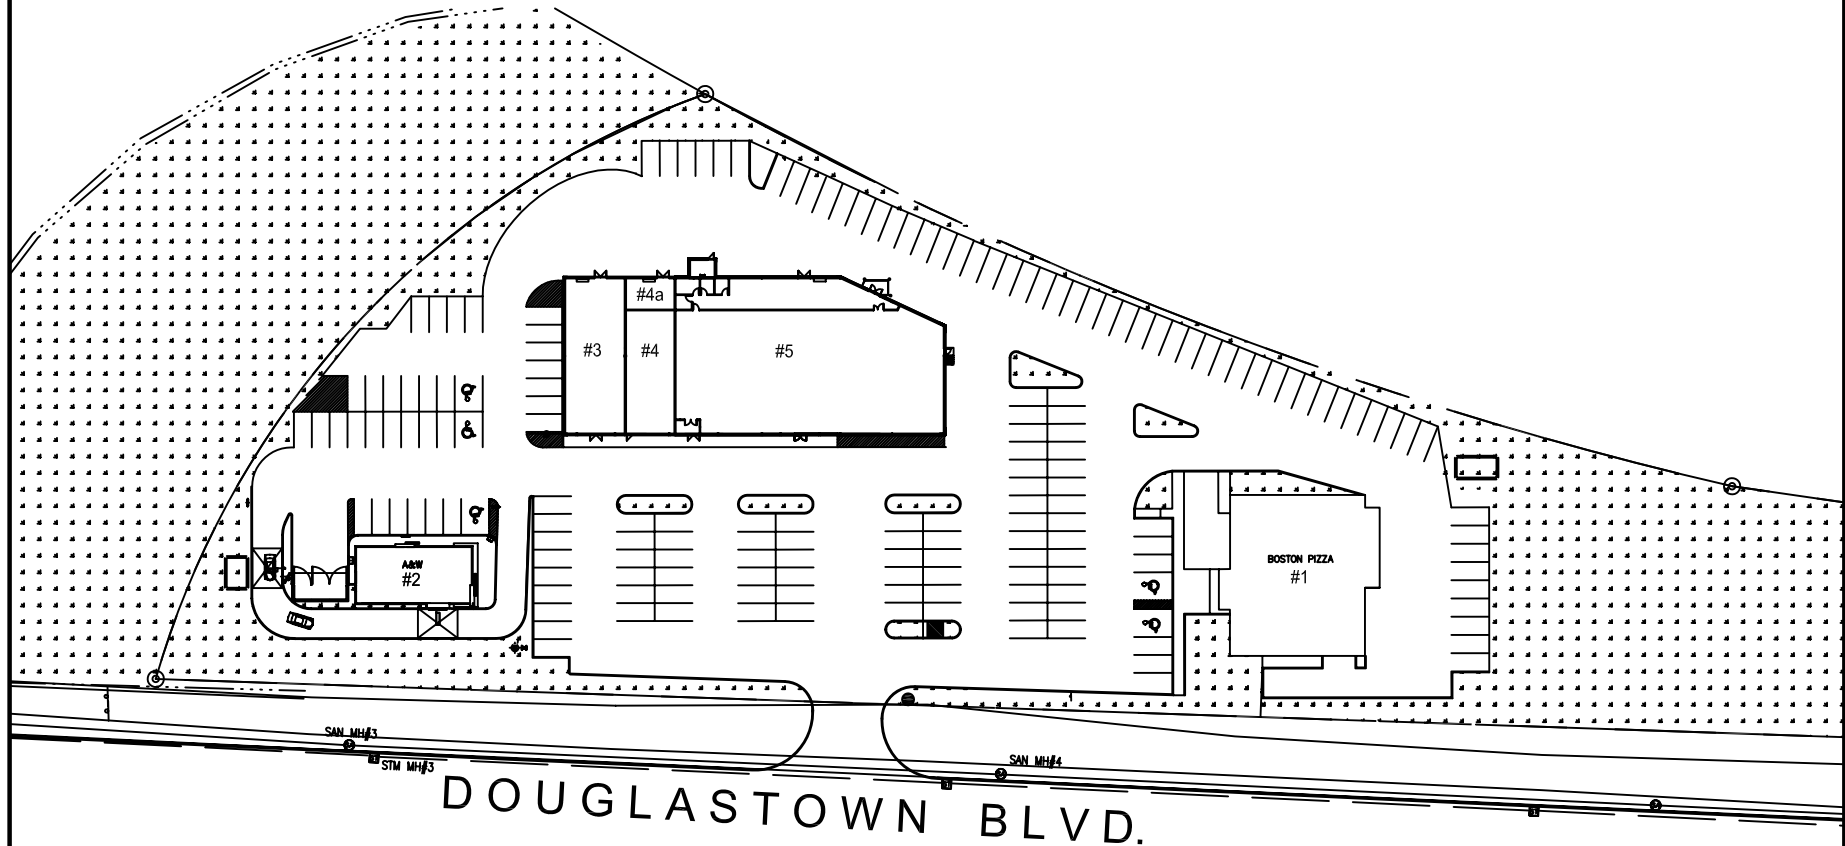 #4a
#3
#4
#5
A&W
#2
BOSTON PIZZA
#1
SAN MH#3
STM MH#3
SAN MH#4
DOUGLASTOWN BLVD.